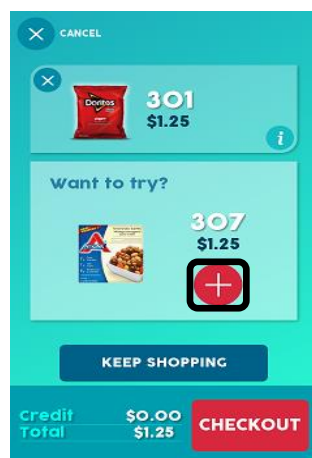 CANCEL
Doritos
301
$1.25
i
Want to try?
307
$1.25
KEEP SHOPPING
Credit $0.00
Total $1.25
CHECKOUT